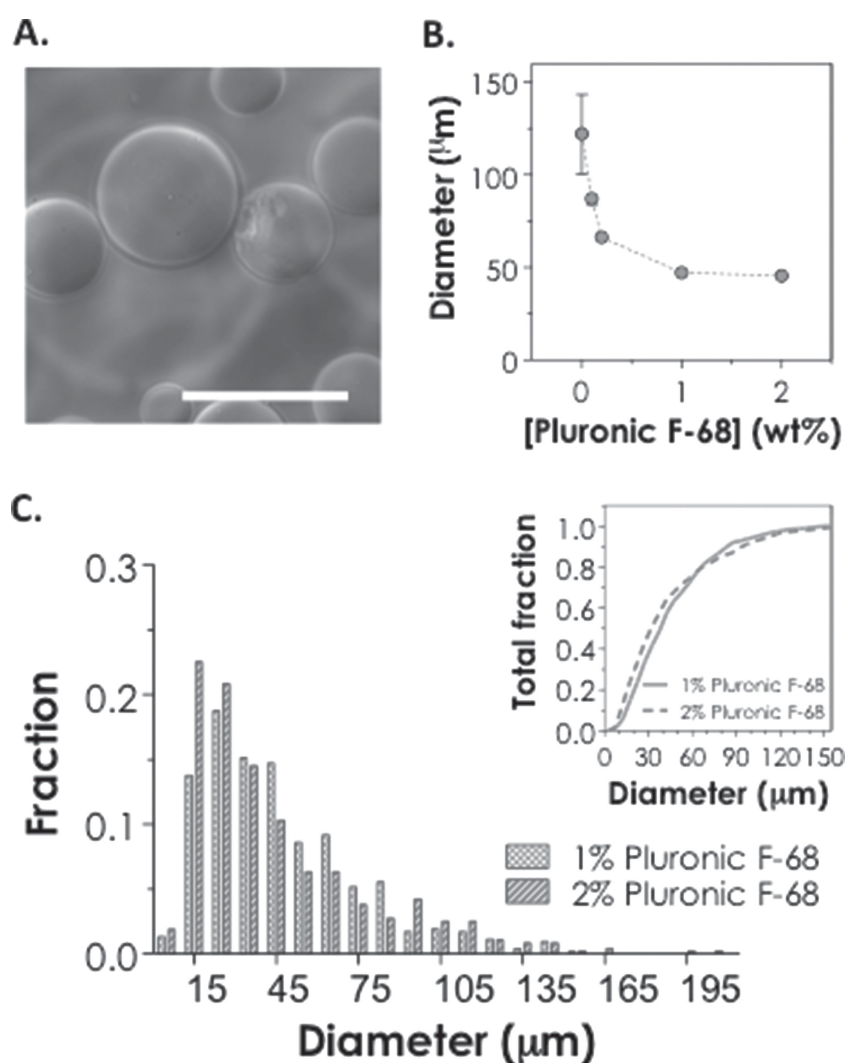 A.
B.
150
100
50
0
Diameter (μm)
0 1 2
[Pluronic F-68] (wt%)
C.
0.3
0.2
0.1
0.0
Fraction
15 45 75 105 135 165 195
Diameter (μm)
1% Pluronic F-68
2% Pluronic F-68
1.0
0.8
0.6
0.4
0.2
0.0
Total fraction
1% Pluronic F-68
2% Pluronic F-68
0 30 60 90 120 150
Diameter (μm)